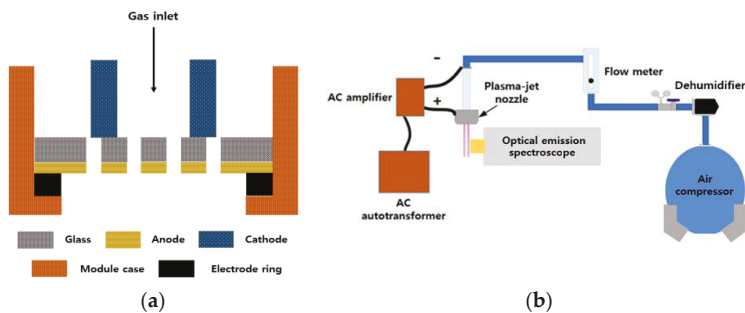 Gas inlet
Glass
Anode
Cathode
Module case
Electrode ring
(a)
b)
AC amplifier
-
+
Plasma-jet
nozzle
Optical emission
spectroscope
AC
autotransformer
Flow meter
Dehumidifier
Air
compressor
(b)